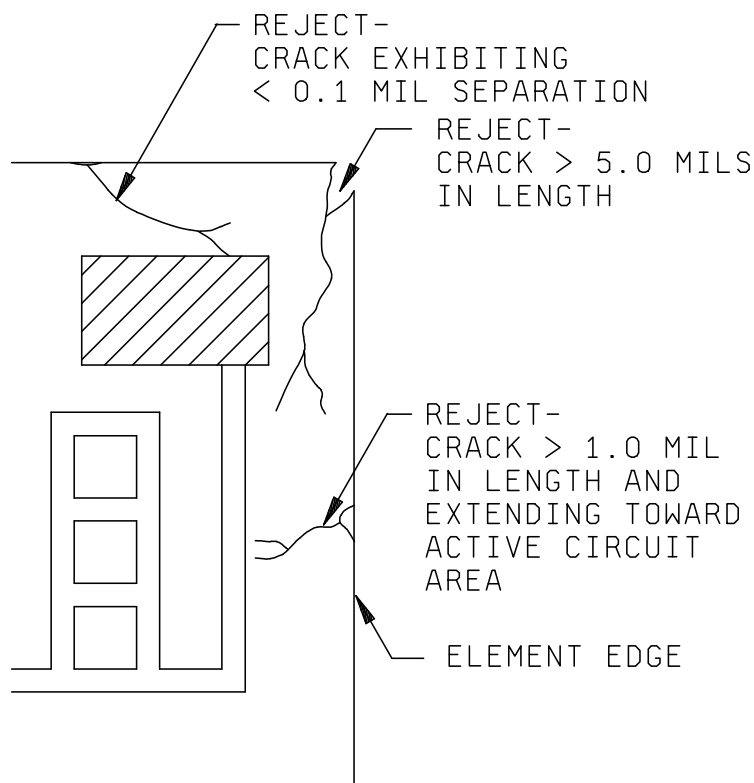 REJECT-
CRACK EXHIBITING
< 0.1 MIL SEPARATION
REJECT-
CRACK > 5.0 MILS
IN LENGTH
REJECT-
CRACK > 1.0 MIL
IN LENGTH AND
EXTENDING TOWARD
ACTIVE CIRCUIT
AREA
ELEMENT EDGE